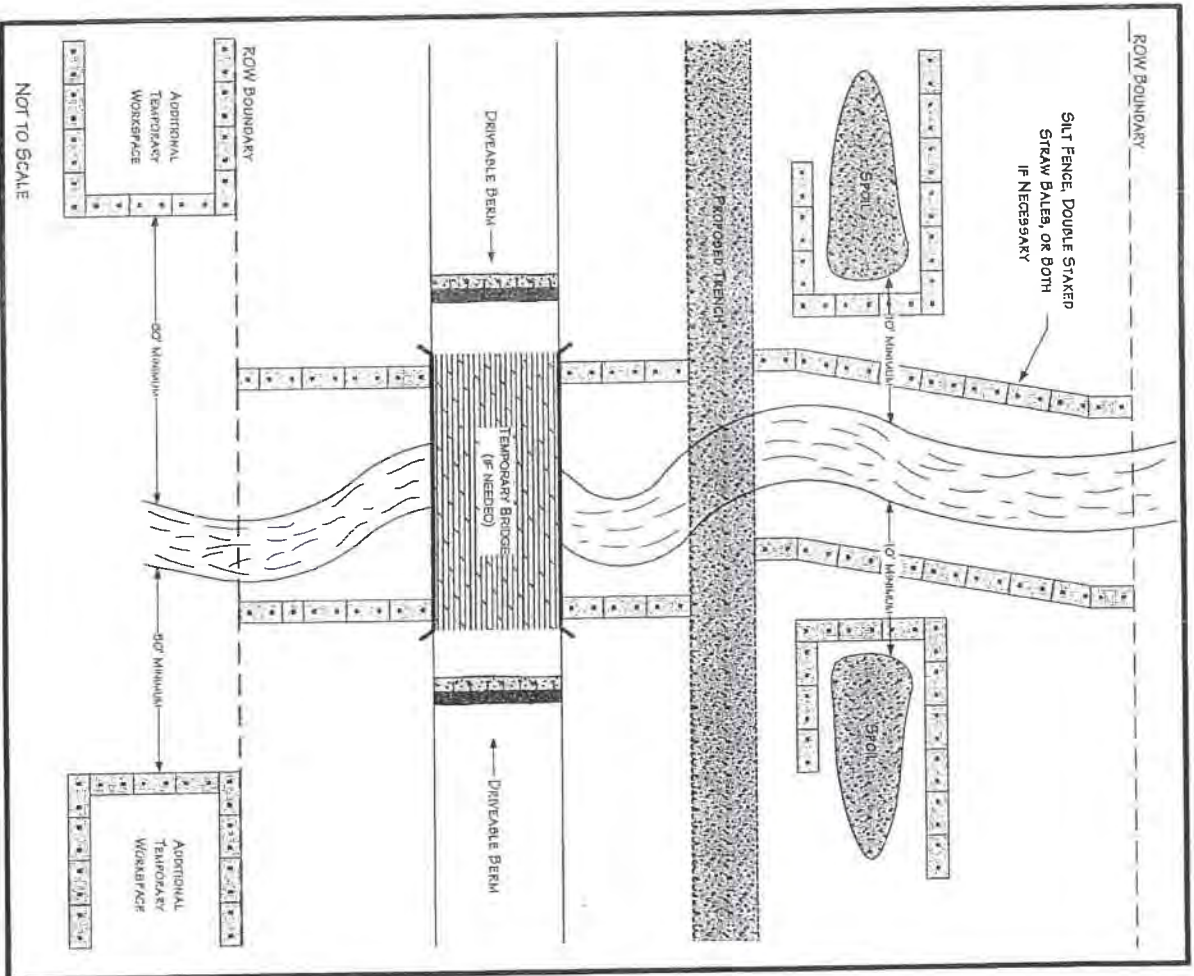 ROW BOUNDARY
SILT FENCE, DOUBLE STAKED
STRAW BALES, OR BOTH
IF NECESSARY
SPOIL
10' MINIMUM
10' MINIMUM
SPOIL
PROPOSED TRENCH
DRIVEABLE BERM
TEMPORARY BRIDGE
(IF NEEDED)
DRIVEABLE BERM
ROW BOUNDARY
ADDITIONAL
TEMPORARY
WORKSPACE
50' MINIMUM
50' MINIMUM
ADDITIONAL
TEMPORARY
WORKSPACE
NOT TO SCALE